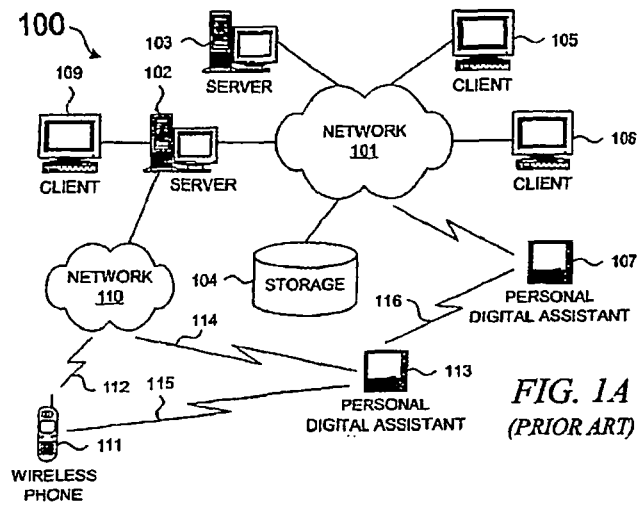 100
103
SERVER
105
CLIENT
109
102
CLIENT
SERVER
NETWORK
101
106
CLIENT
NETWORK
110
104
STORAGE
107
PERSONAL
DIGITAL ASSISTANT
116
114
113
PERSONAL
DIGITAL ASSISTANT
112
115
111
WIRELESS
PHONE
FIG. 1A
(PRIOR ART)